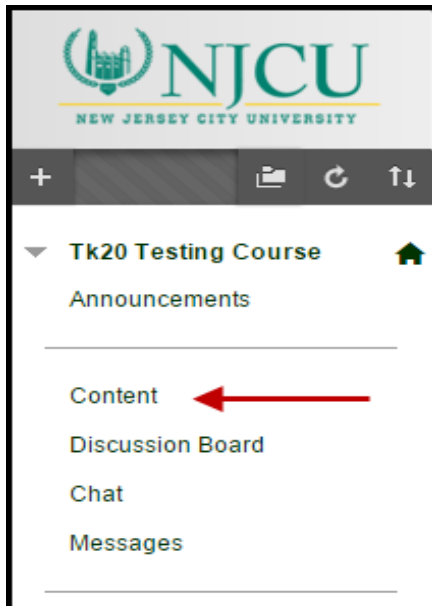 NJCU
NEW JERSEY CITY UNIVERSITY
Tk20 Testing Course
Announcements
Content
Discussion Board
Chat
Messages